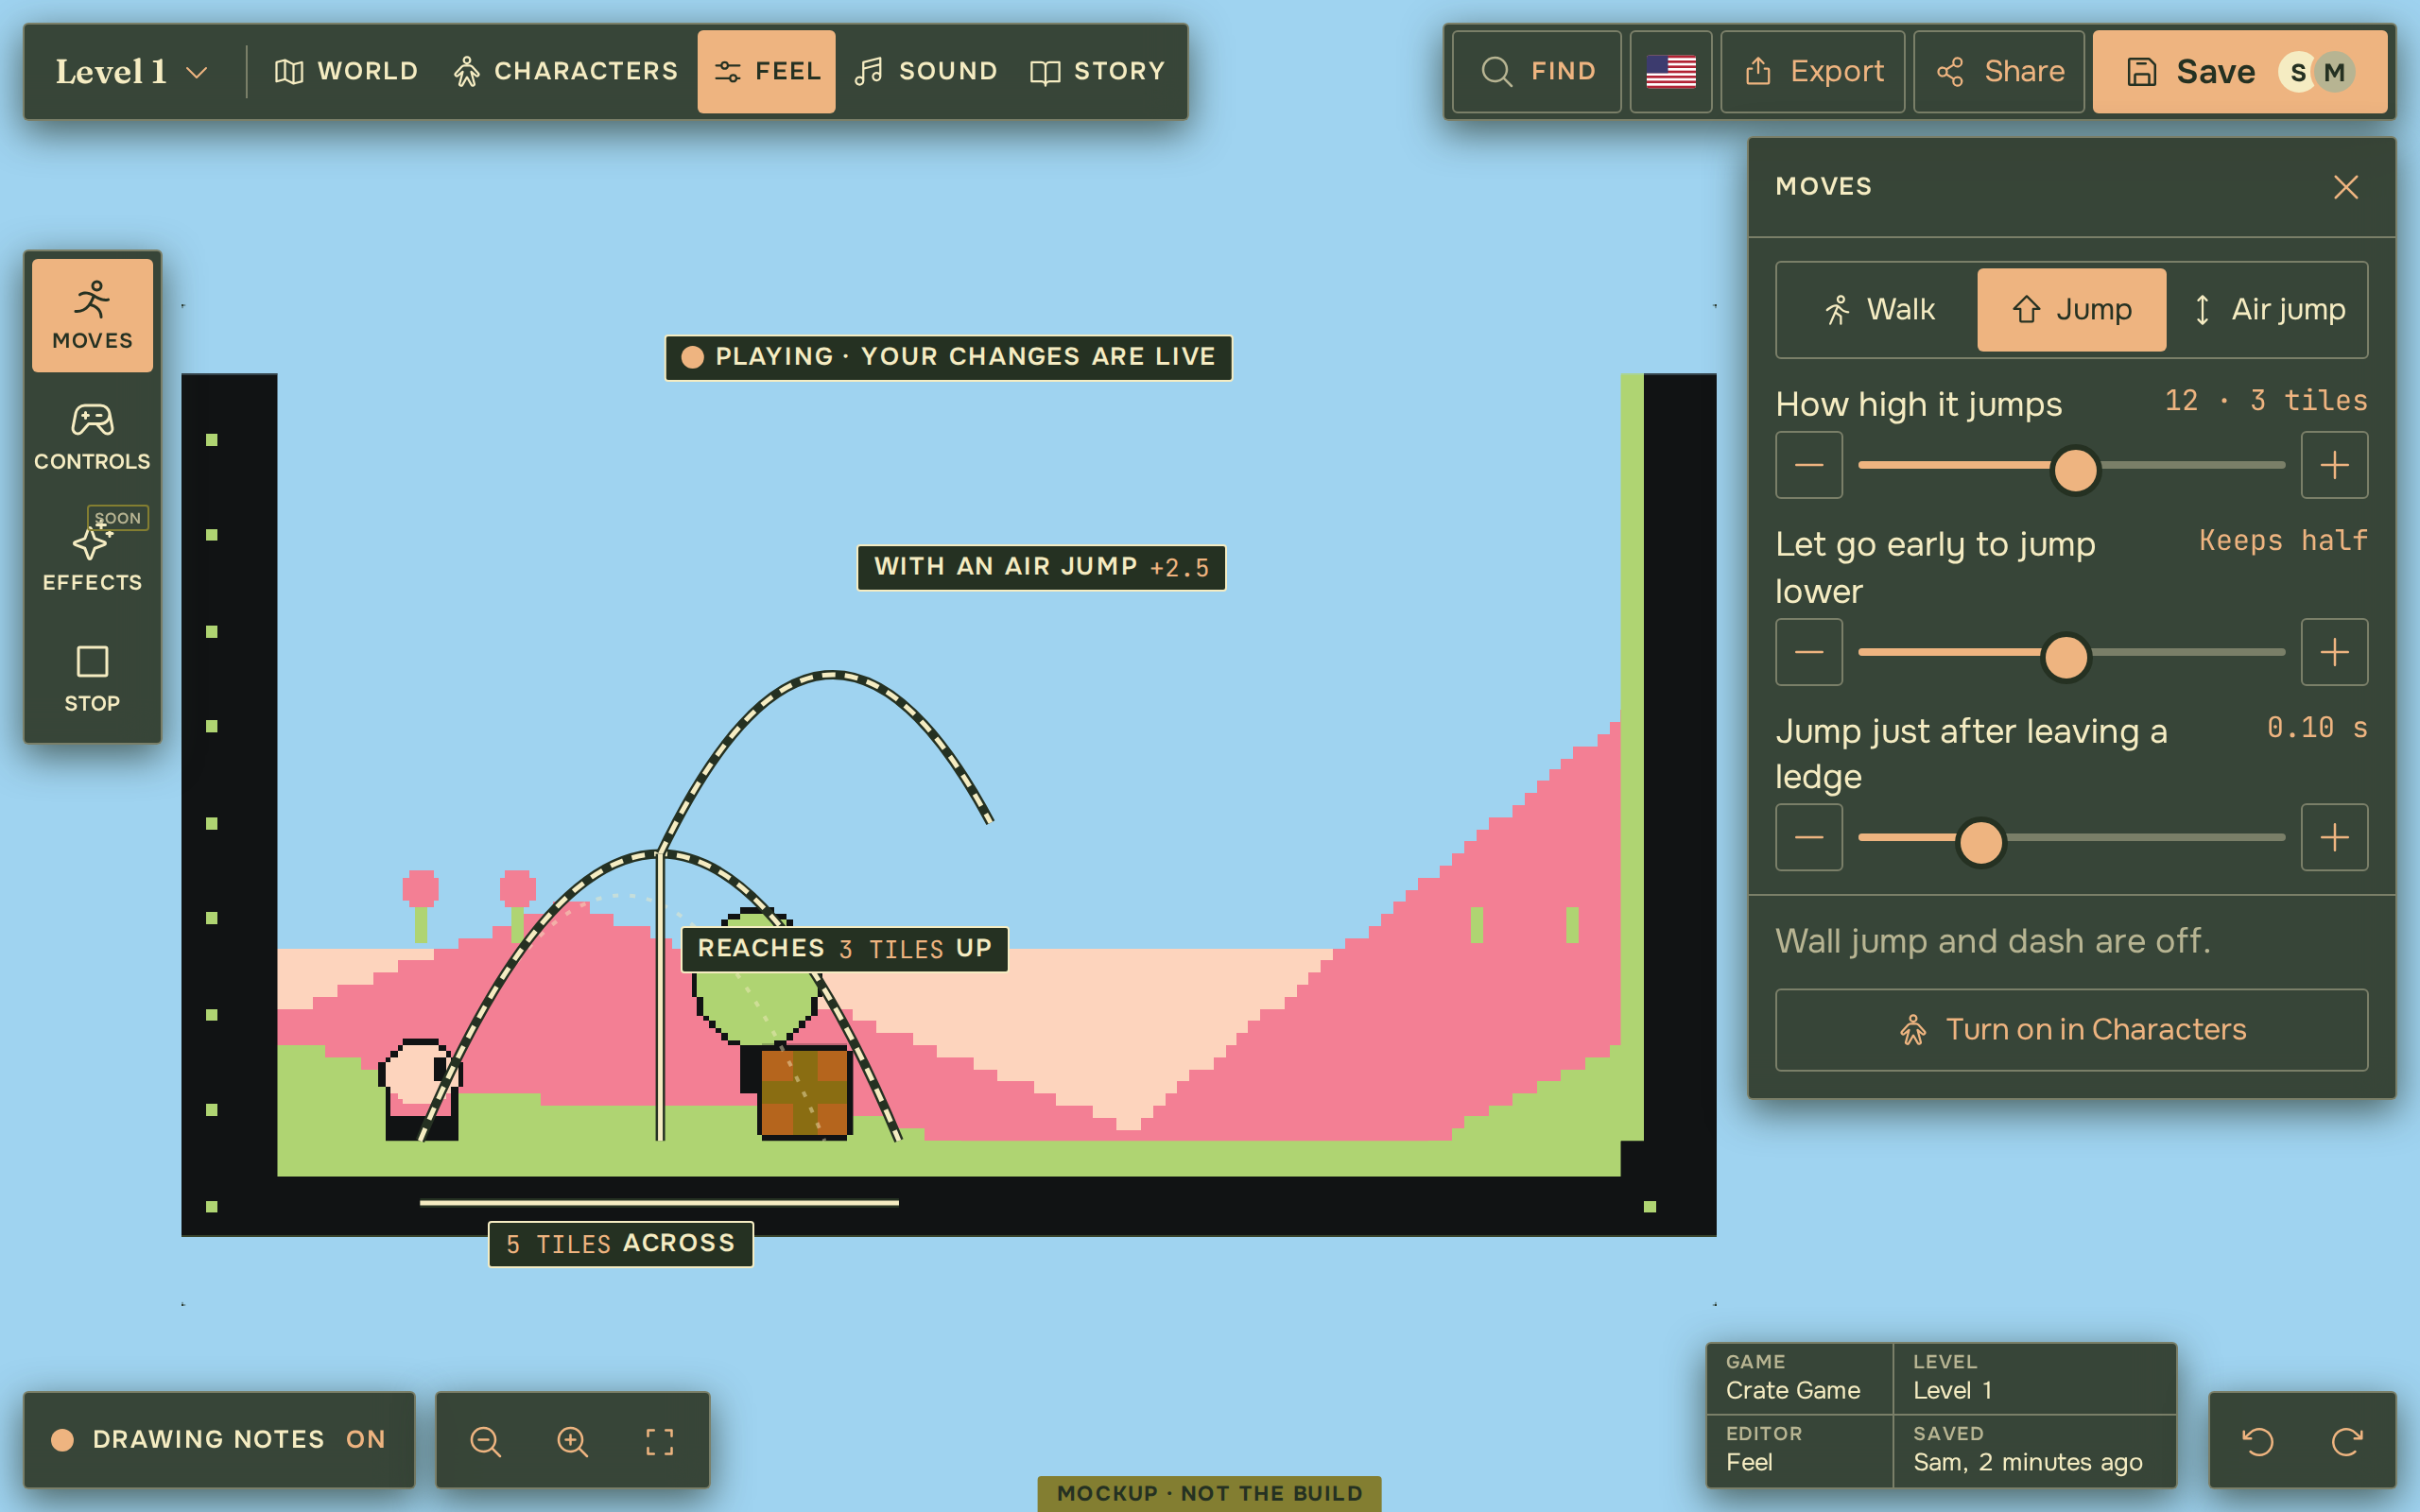 Level 1
WORLD
CHARACTERS
FEEL
SOUND
STORY
FIND
Export
Share
Save
S
M
MOVES
CONTROLS
SOON
EFFECTS
STOP
PLAYING · YOUR CHANGES ARE LIVE
WITH AN AIR JUMP +2.5
REACHES 3 TILES UP
5 TILES ACROSS
MOVES
Walk
Jump
Air jump
How high it jumps
12 · 3 tiles
Let go early to jump
lower
Keeps half
Jump just after leaving a
ledge
0.10 s
Wall jump and dash are off.
Turn on in Characters
DRAWING NOTES ON
GAME
Crate Game
LEVEL
Level 1
EDITOR
Feel
SAVED
Sam, 2 minutes ago
MOCKUP · NOT THE BUILD